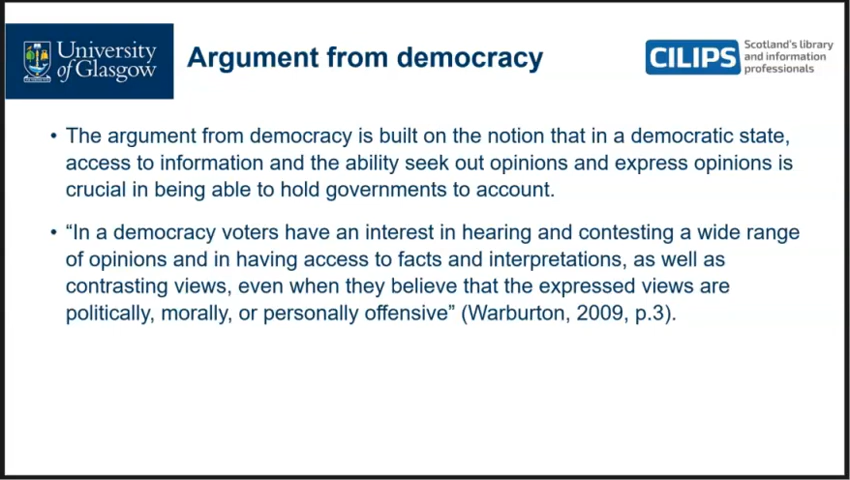 University
of Glasgow
Argument from democracy
CILIPS
Scotland's library
and information
professionals
• The argument from democracy is built on the notion that in a democratic state,
access to information and the ability seek out opinions and express opinions is
crucial in being able to hold governments to account.
• “In a democracy voters have an interest in hearing and contesting a wide range
of opinions and in having access to facts and interpretations, as well as
contrasting views, even when they believe that the expressed views are
politically, morally, or personally offensive” (Warburton, 2009, p.3).